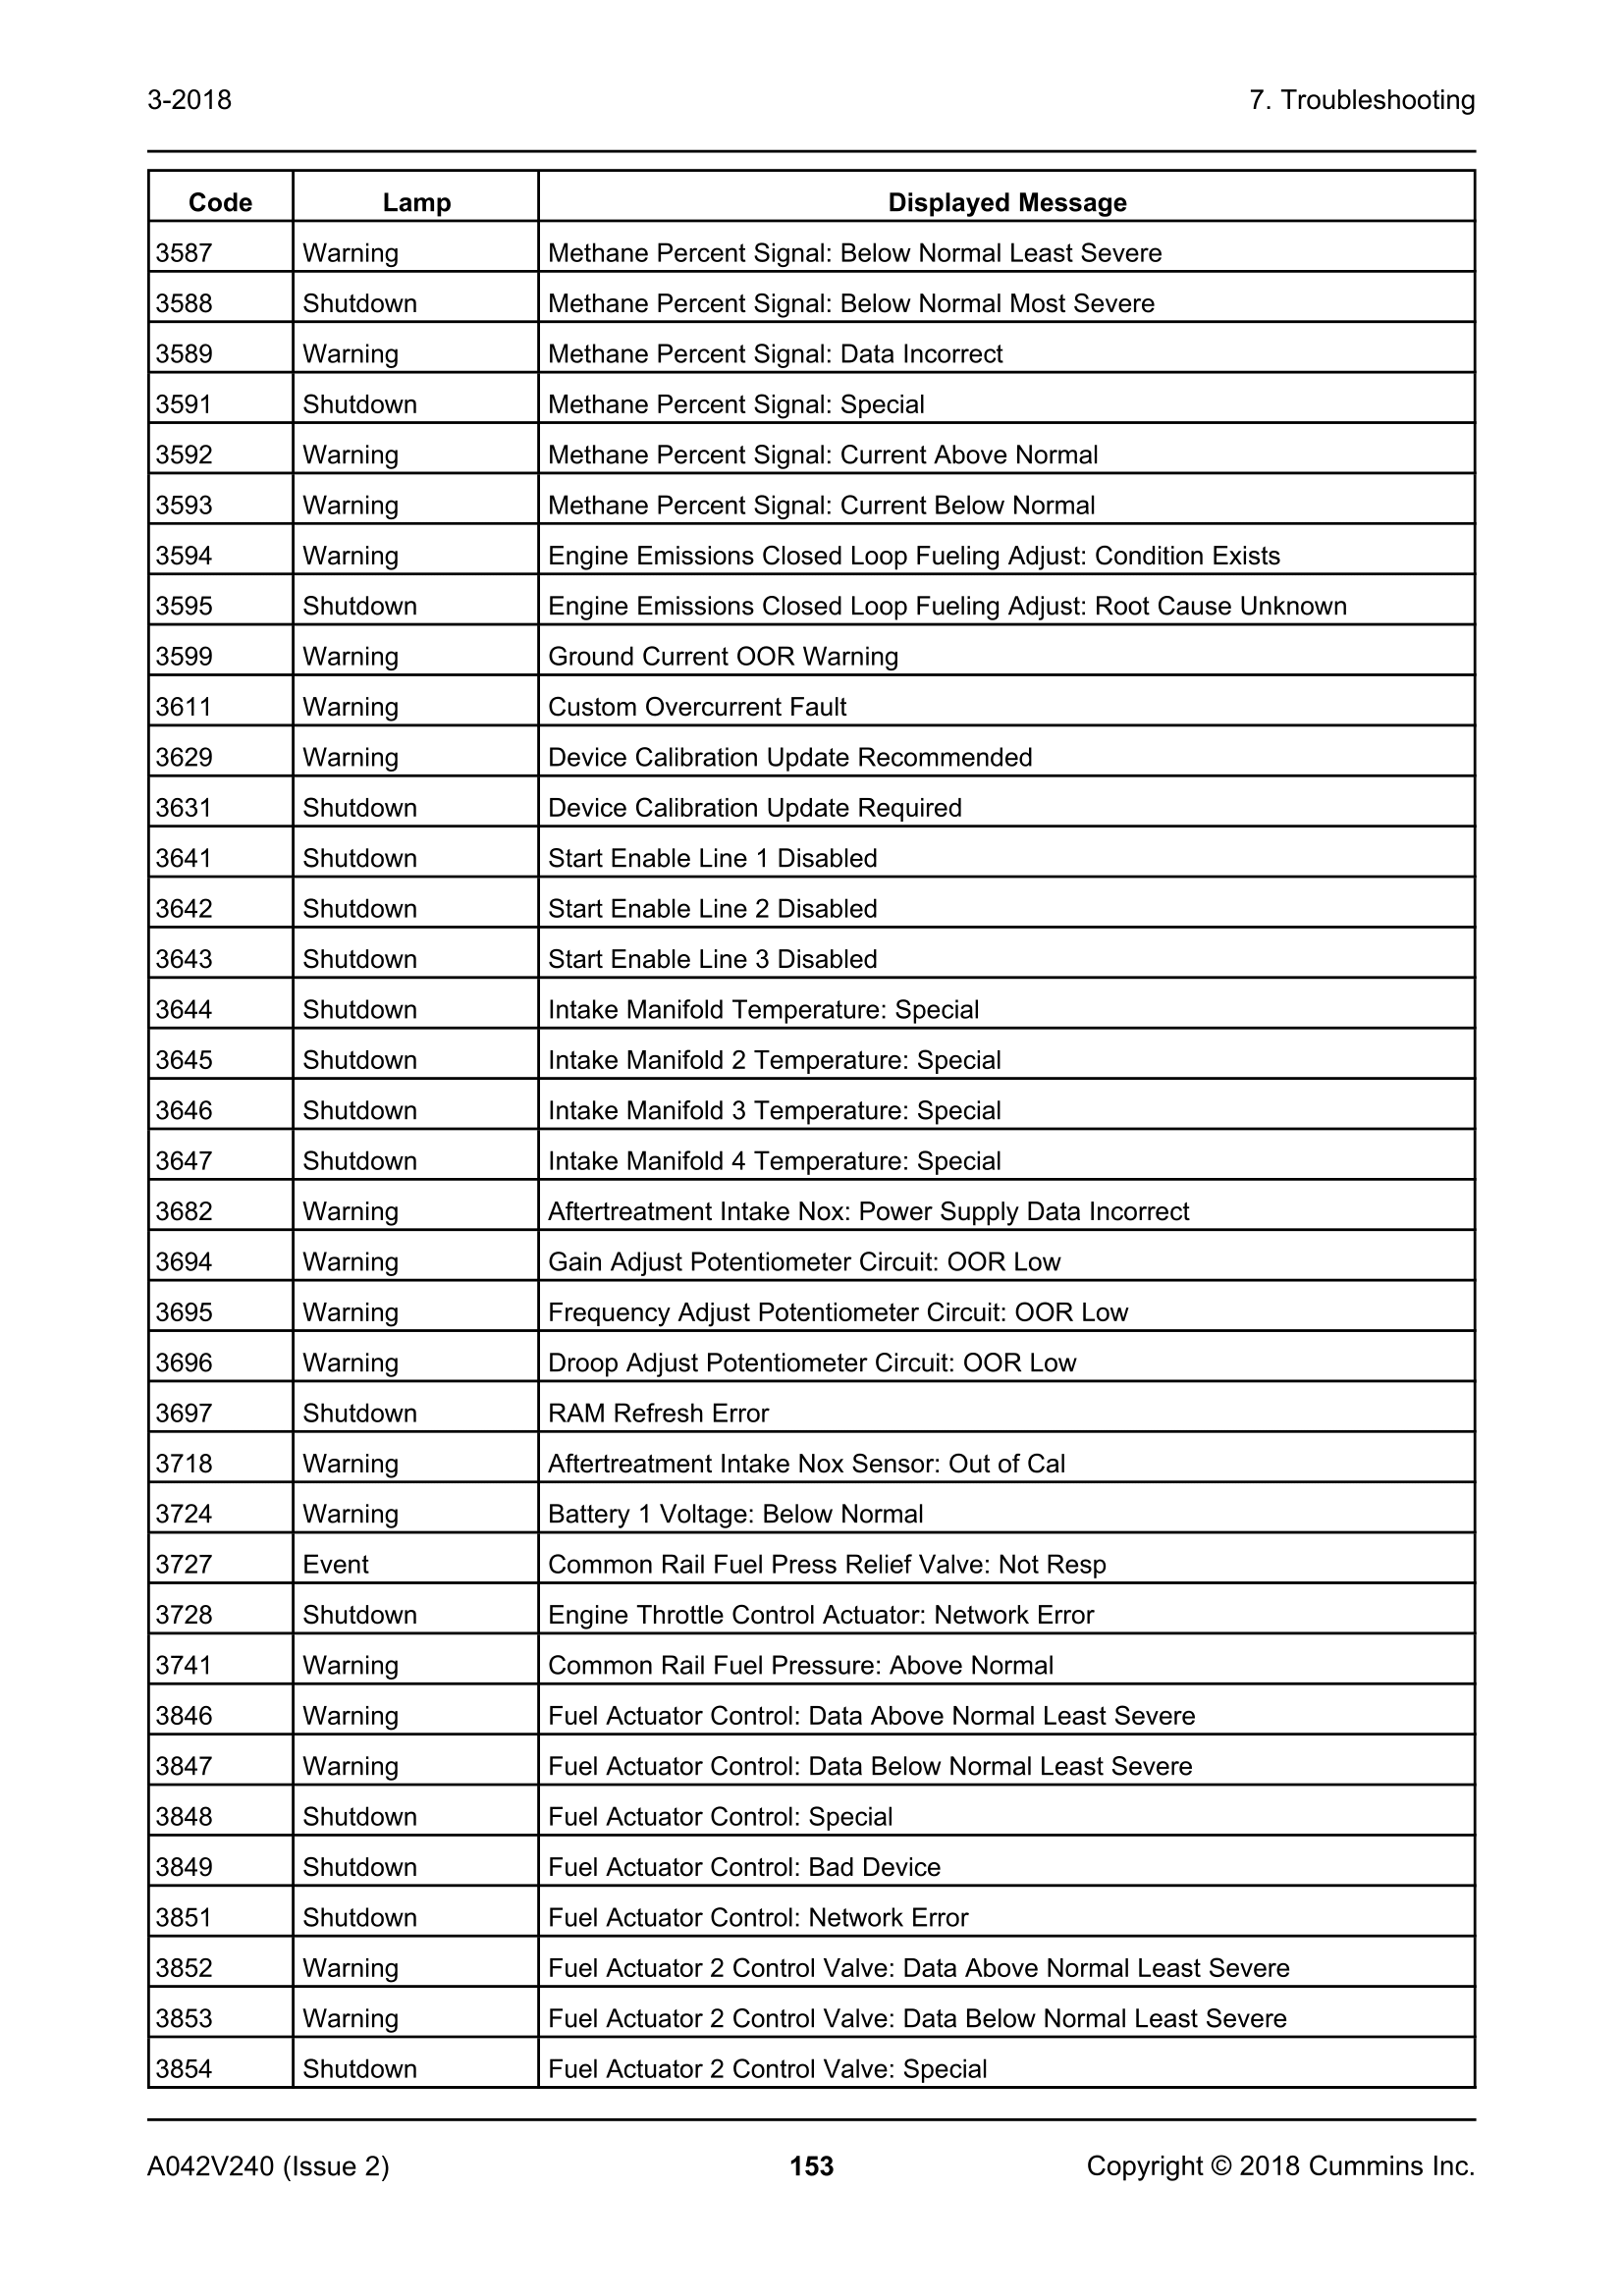 3-2018 7. Troubleshooting
Code Lamp Displayed Message
3587 Warning Methane Percent Signal: Below Normal Least Severe
3588 Shutdown Methane Percent Signal: Below Normal Most Severe
3589 Warning Methane Percent Signal: Data Incorrect
3591 Shutdown Methane Percent Signal: Special
3592 Warning Methane Percent Signal: Current Above Normal
3593 Warning Methane Percent Signal: Current Below Normal
3594 Warning Engine Emissions Closed Loop Fueling Adjust: Condition Exists
3595 Shutdown Engine Emissions Closed Loop Fueling Adjust: Root Cause Unknown
3599 Warning Ground Current OOR Warning
3611 Warning Custom Overcurrent Fault
3629 Warning Device Calibration Update Recommended
3631 Shutdown Device Calibration Update Required
3641 Shutdown Start Enable Line 1 Disabled
3642 Shutdown Start Enable Line 2 Disabled
3643 Shutdown Start Enable Line 3 Disabled
3644 Shutdown Intake Manifold Temperature: Special
3645 Shutdown Intake Manifold 2 Temperature: Special
3646 Shutdown Intake Manifold 3 Temperature: Special
3647 Shutdown Intake Manifold 4 Temperature: Special
3682 Warning Aftertreatment Intake Nox: Power Supply Data Incorrect
3694 Warning Gain Adjust Potentiometer Circuit: OOR Low
3695 Warning Frequency Adjust Potentiometer Circuit: OOR Low
3696 Warning Droop Adjust Potentiometer Circuit: OOR Low
3697 Shutdown RAM Refresh Error
3718 Warning Aftertreatment Intake Nox Sensor: Out of Cal
3724 Warning Battery 1 Voltage: Below Normal
3727 Event Common Rail Fuel Press Relief Valve: Not Resp
3728 Shutdown Engine Throttle Control Actuator: Network Error
3741 Warning Common Rail Fuel Pressure: Above Normal
3846 Warning Fuel Actuator Control: Data Above Normal Least Severe
3847 Warning Fuel Actuator Control: Data Below Normal Least Severe
3848 Shutdown Fuel Actuator Control: Special
3849 Shutdown Fuel Actuator Control: Bad Device
3851 Shutdown Fuel Actuator Control: Network Error
3852 Warning Fuel Actuator 2 Control Valve: Data Above Normal Least Severe
3853 Warning Fuel Actuator 2 Control Valve: Data Below Normal Least Severe
3854 Shutdown Fuel Actuator 2 Control Valve: Special
A042V240 (Issue 2) 153 Copyright © 2018 Cummins Inc.